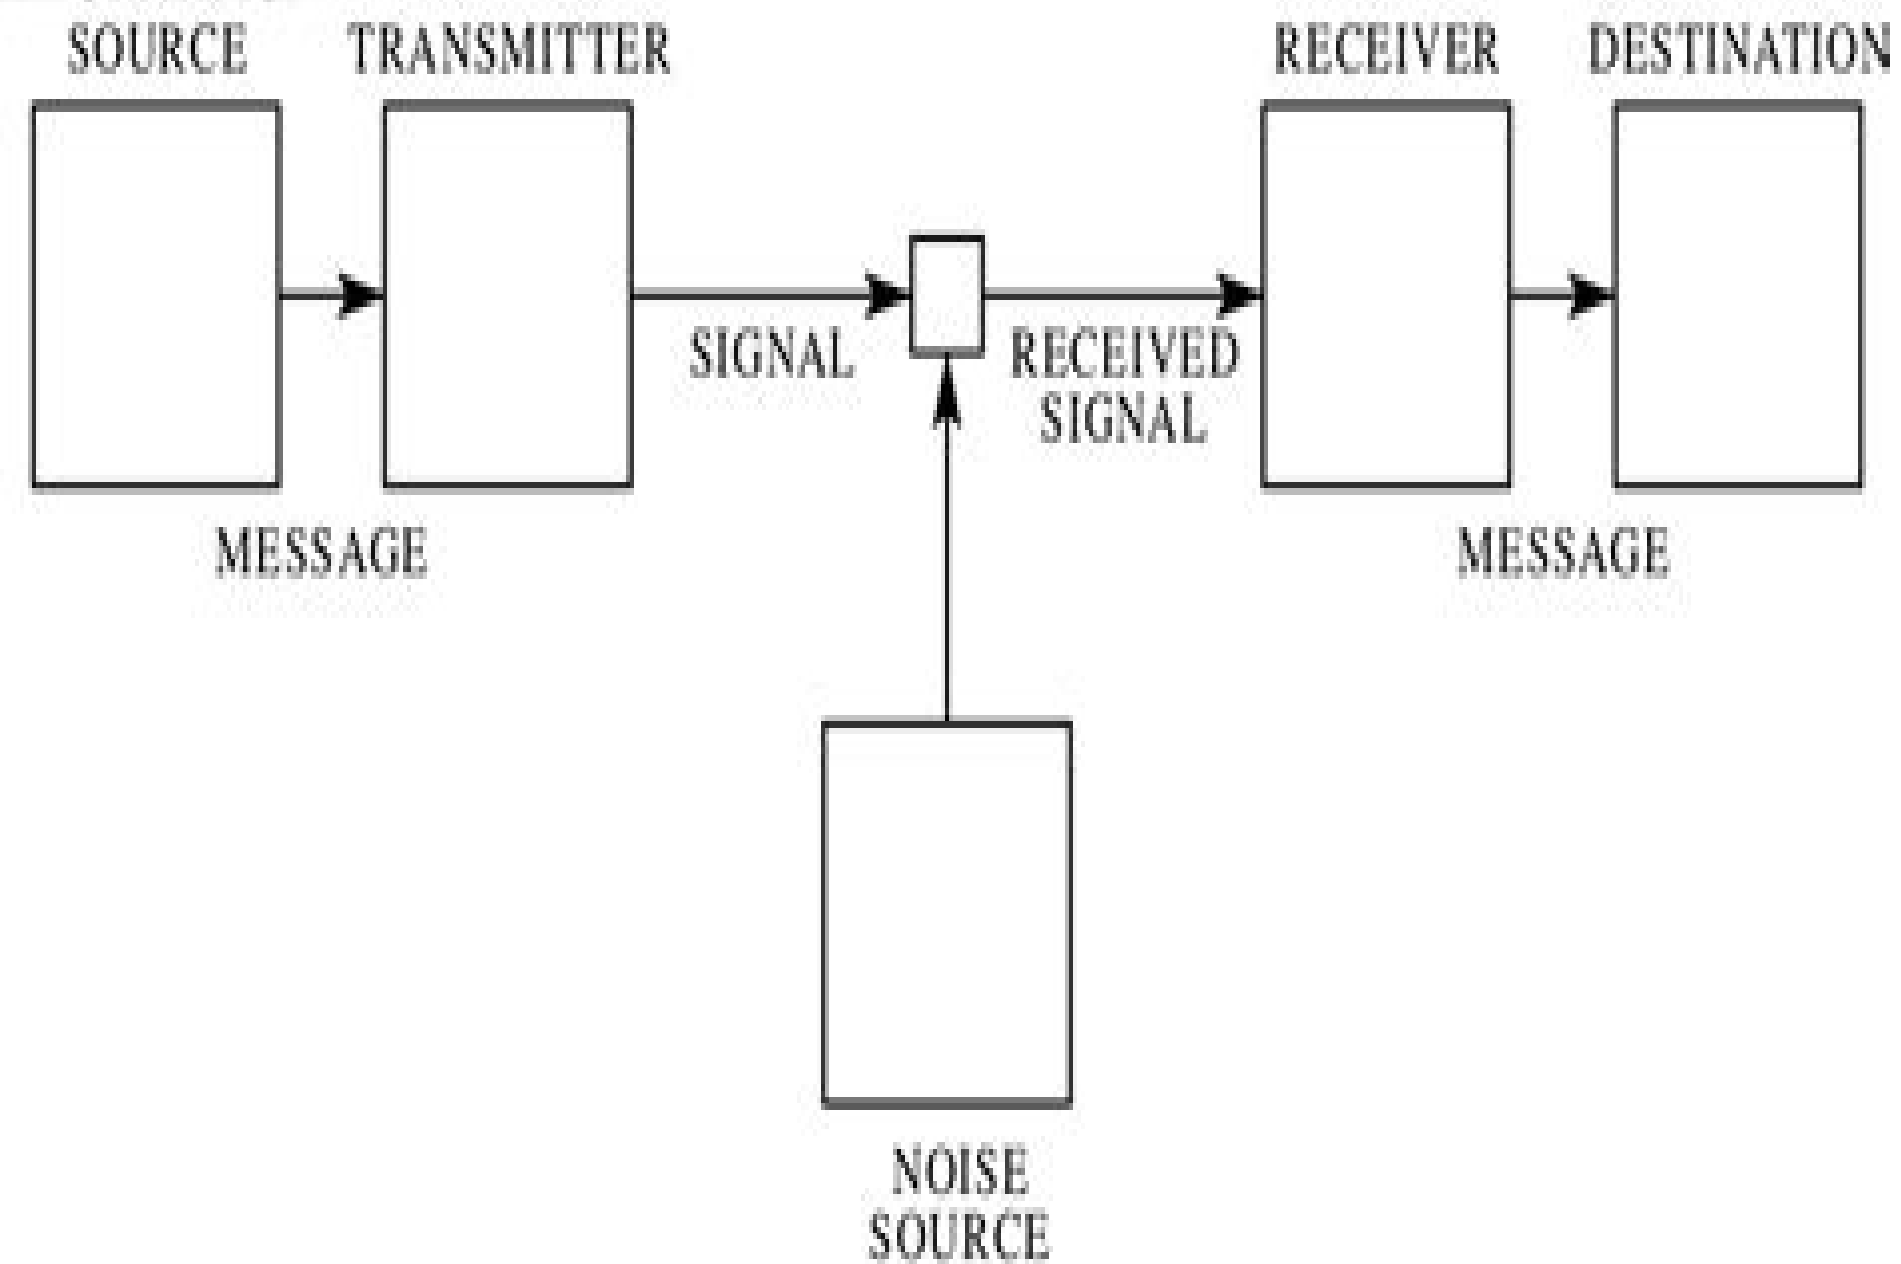 SOURCE
TRANSMITTER
RECEIVER
DESTINATION
SIGNAL
RECEIVED
SIGNAL
MESSAGE
MESSAGE
NOISE
SOURCE